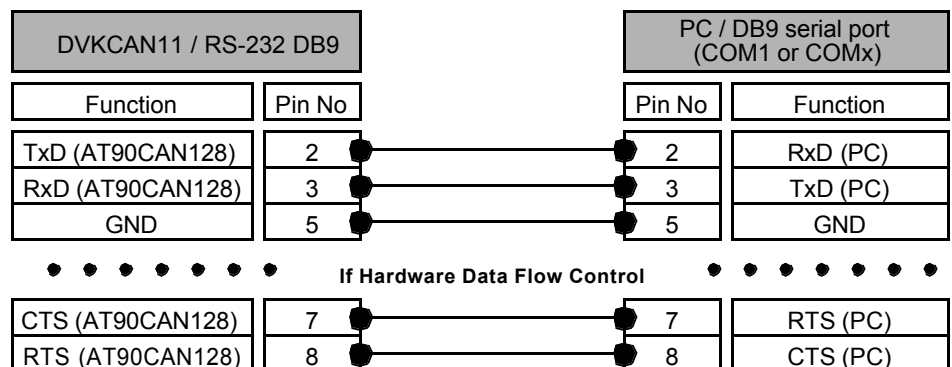 DVKCAN11 / RS-232 DB9
PC / DB9 serial port
(COM1 or COMx)
Function Pin No Pin No Function
TxD (AT90CAN128) 2 2 RxD (PC)
RxD (AT90CAN128) 3 3 TxD (PC)
GND 5 5 GND
If Hardware Data Flow Control
CTS (AT90CAN128) 7 7 RTS (PC)
RTS (AT90CAN128) 8 8 CTS (PC)